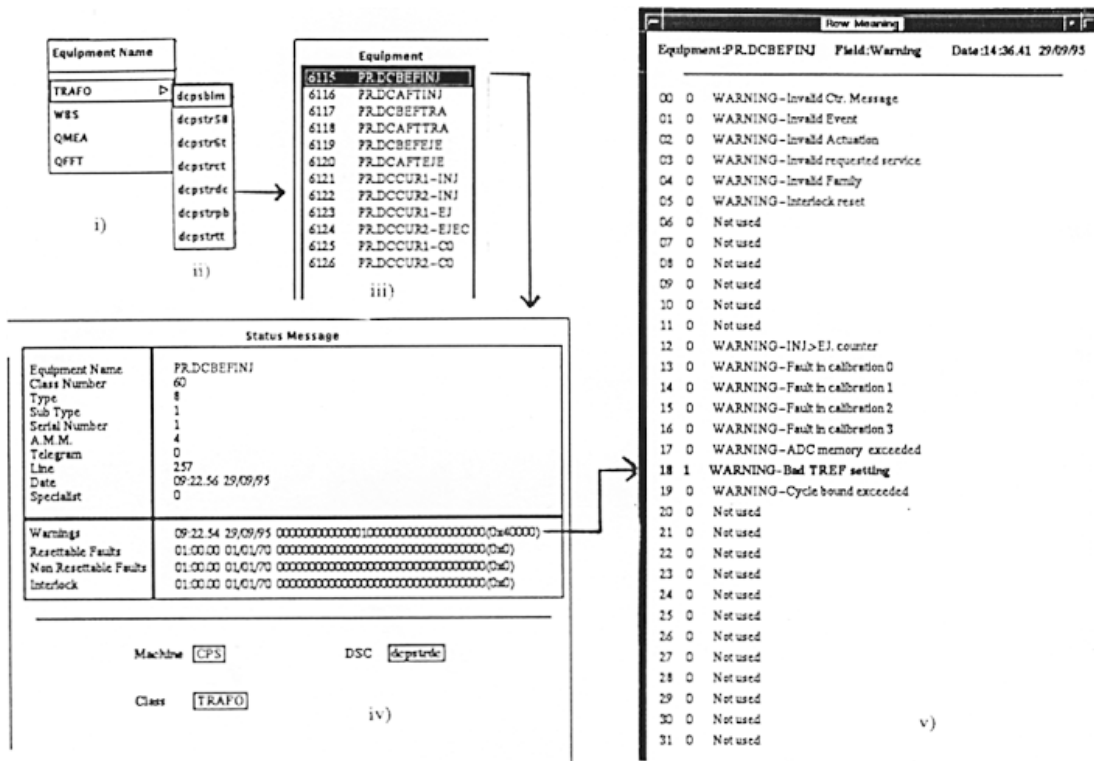 Equipment Name
TRAFO
WBS
QMEA
QFFT
i)
dcpsblm
dcpstr58
dcpstr6t
dcpstrct
dcpstrdc
dcpstrpb
dcpstrtt
ii)
Equipment
6115 PR.DCBEFINJ
6116 PR.DCAFTINJ
6117 PR.DCBEFTRA
6118 PR.DCAFTTRA
6119 PR.DCBEFEJE
6120 PR.DCAFTEJE
6121 PR.DCCUR1-INJ
6122 PR.DCCUR2-INJ
6123 PR.DCCUR1-EJ
6124 PR.DCCUR2-EJEC
6125 PR.DCCUR1-C0
6126 PR.DCCUR2-C0
iii)
Status Message
Equipment Name PR.DCBEFINJ
Class Number 60
Type 8
Sub Type 1
Serial Number 1
A.M.M. 4
Telegram 0
Line 257
Date 09:22.56 29/09/95
Specialist 0
Warnings 09:22.54 29/09/95 00000000000001000000000000000000(0x40000)
Resettable Faults 01:00.00 01/01/70 00000000000000000000000000000000(0x0)
Non Resettable Faults 01:00.00 01/01/70 00000000000000000000000000000000(0x0)
Interlock 01:00.00 01/01/70 00000000000000000000000000000000(0x0)
Machine CPS DSC dcpstrdc
Class TRAFO
iv)
Row Meaning
Equipment:PR.DCBEFINJ Field:Warning Date:14:36.41 29/09/95
00 0 WARNING-Invalid Ctr. Message
01 0 WARNING-Invalid Event
02 0 WARNING-Invalid Actuation
03 0 WARNING-Invalid requested service
04 0 WARNING-Invalid Family
05 0 WARNING-Interlock reset
06 0 Not used
07 0 Not used
08 0 Not used
09 0 Not used
10 0 Not used
11 0 Not used
12 0 WARNING-INJ.>EJ. counter
13 0 WARNING-Fault in calibration 0
14 0 WARNING-Fault in calibration 1
15 0 WARNING-Fault in calibration 2
16 0 WARNING-Fault in calibration 3
17 0 WARNING-ADC memory exceeded
18 1 WARNING-Bad TREF setting
19 0 WARNING-Cycle bound exceeded
20 0 Not used
21 0 Not used
22 0 Not used
23 0 Not used
24 0 Not used
25 0 Not used
26 0 Not used
27 0 Not used
28 0 Not used
29 0 Not used
30 0 Not used
31 0 Not used
v)